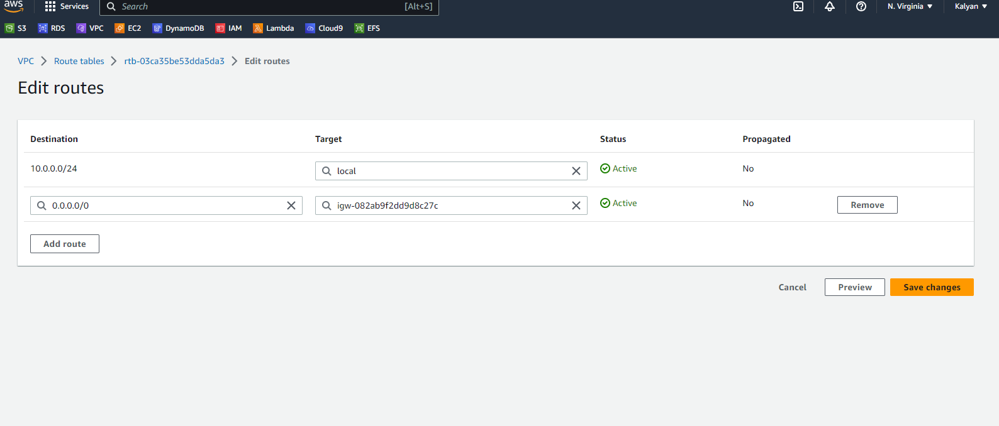 aws
Services
Search [Alt+S]
N. Virginia
Kalyan
S3 RDS VPC EC2 DynamoDB IAM Lambda Cloud9 EFS
VPC Route tables rtb-03ca35be53dda5da3 Edit routes
Edit routes
Destination Target Status Propagated
10.0.0.0/24 local Active No
0.0.0.0/0 igw-082ab9f2dd9d8c27c Active No Remove
Add route
Cancel Preview Save changes